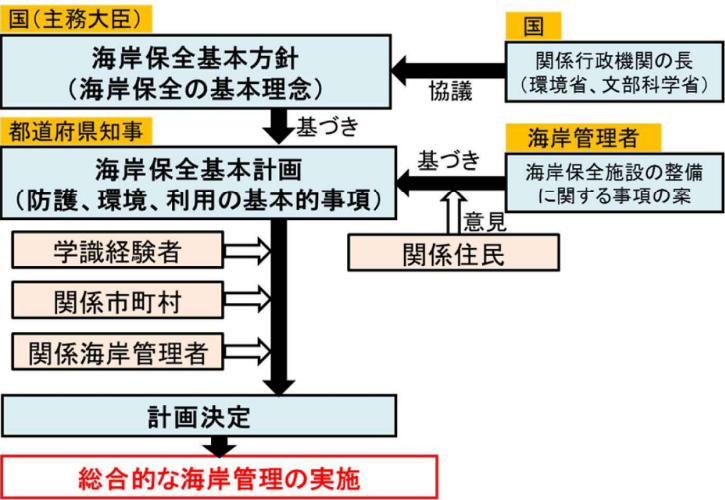 国(主務大臣)
海岸保全基本方針
(海岸保全の基本理念)
国
関係行政機関の長
(環境省、文部科学省)
協議
基づき
都道府県知事
海岸保全基本計画
(防護、環境、利用の基本的事項)
海岸管理者
海岸保全施設の整備
に関する事項の案
基づき
意見
関係住民
学識経験者
関係市町村
関係海岸管理者
計画決定
総合的な海岸管理の実施